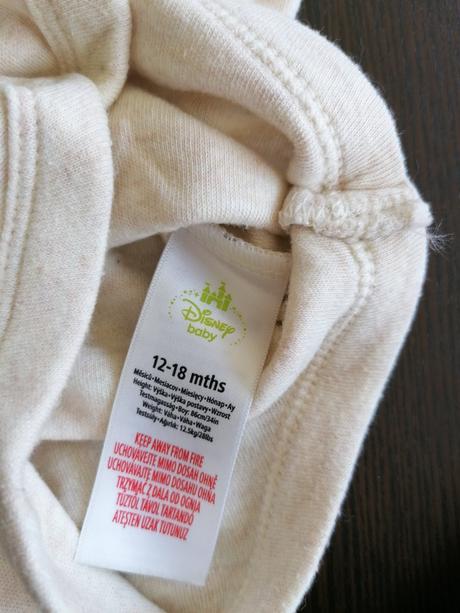 Disney
baby
12-18 mths
Měsíců・Mesiacov・Miesięcy・Hónap・Ay
Height: Výška・Výška postavy・Wzrost
Testmagasság・Boy: 86cm/34in
Weight: Váha・Váha・Waga
Testsúly・Ağırlık: 12.5kg/28lbs
KEEP AWAY FROM FIRE
UCHOVÁVEJTE MIMO DOSAH OHNĚ
UCHOVÁVAJTE MIMO DOSAHU OHŇA
TRZYMAĆ Z DALA OD OGNIA
TŰZTŐL TÁVOL TARTANDÓ
ATEŞTEN UZAK TUTUNUZ